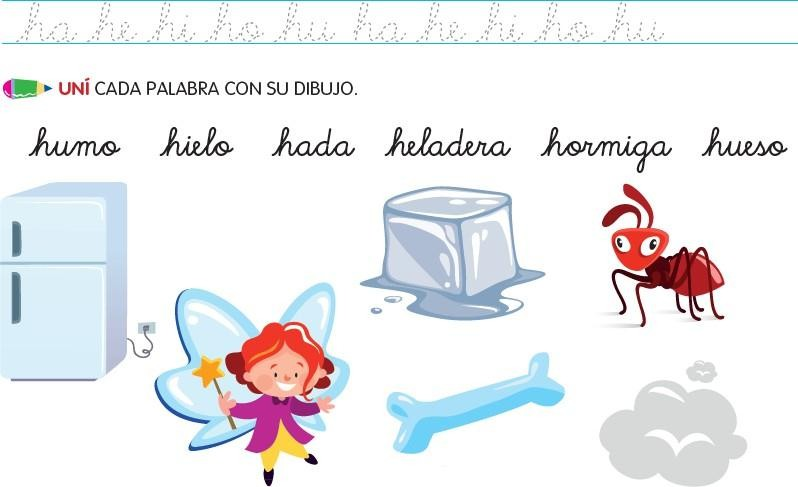 ha he hi ho hu ha he hi ho hu
UNÍ CADA PALABRA CON SU DIBUJO.
humo hielo hada heladera hormiga hueso